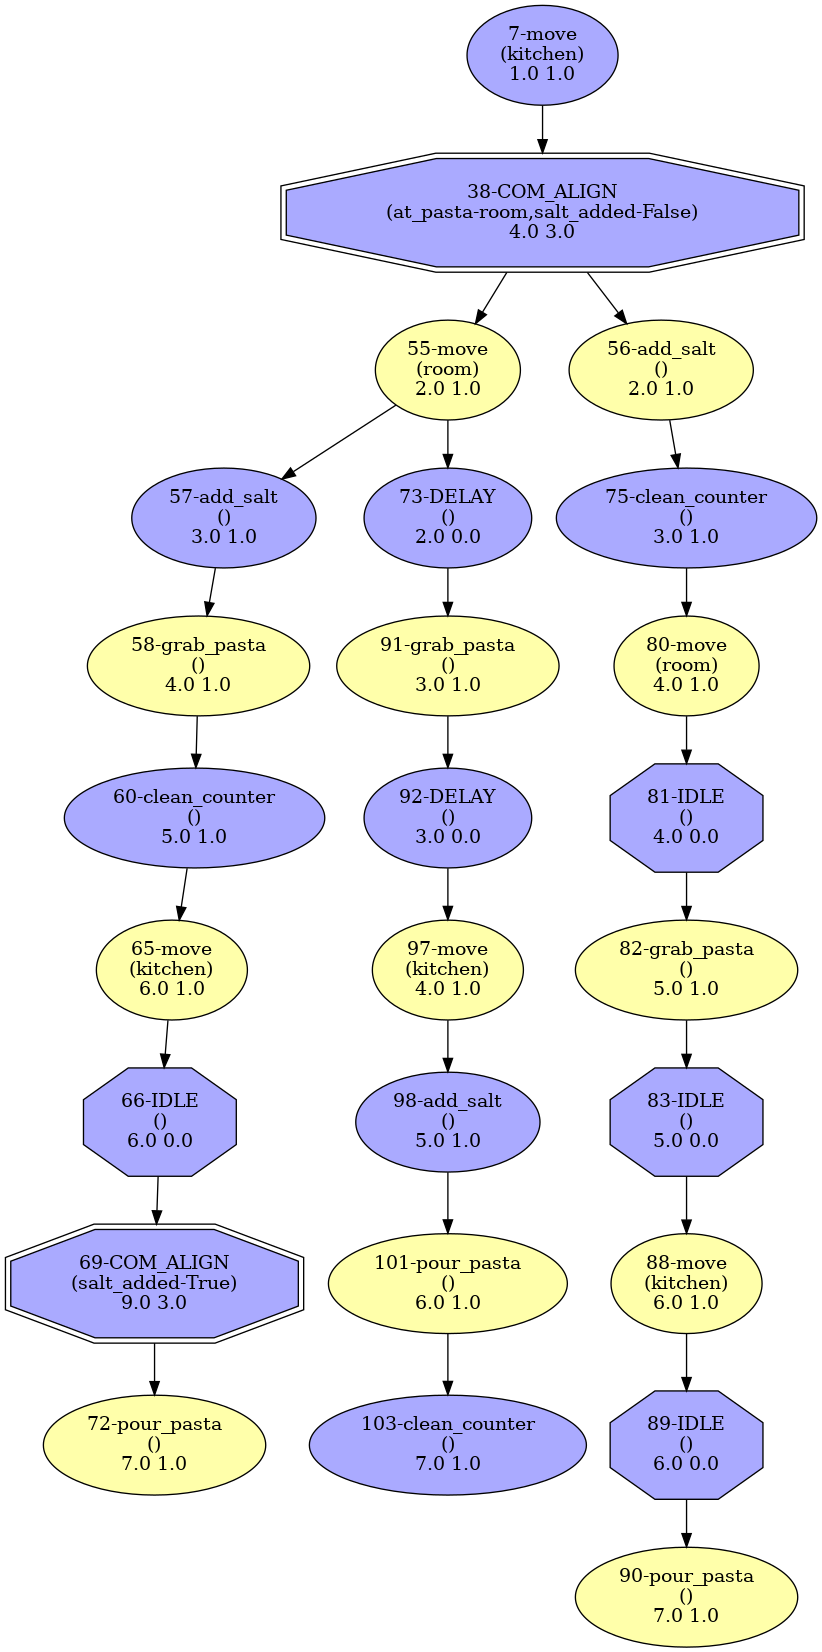 7-move
(kitchen)
1.0 1.0
38-COM_ALIGN
(at_pasta-room,salt_added-False)
4.0 3.0
55-move
(room)
2.0 1.0
56-add_salt
()
2.0 1.0
57-add_salt
()
3.0 1.0
73-DELAY
()
2.0 0.0
75-clean_counter
()
3.0 1.0
58-grab_pasta
()
4.0 1.0
91-grab_pasta
()
3.0 1.0
80-move
(room)
4.0 1.0
60-clean_counter
()
5.0 1.0
92-DELAY
()
3.0 0.0
81-IDLE
()
4.0 0.0
65-move
(kitchen)
6.0 1.0
97-move
(kitchen)
4.0 1.0
82-grab_pasta
()
5.0 1.0
66-IDLE
()
6.0 0.0
98-add_salt
()
5.0 1.0
83-IDLE
()
5.0 0.0
69-COM_ALIGN
(salt_added-True)
9.0 3.0
101-pour_pasta
()
6.0 1.0
88-move
(kitchen)
6.0 1.0
72-pour_pasta
()
7.0 1.0
103-clean_counter
()
7.0 1.0
89-IDLE
()
6.0 0.0
90-pour_pasta
()
7.0 1.0